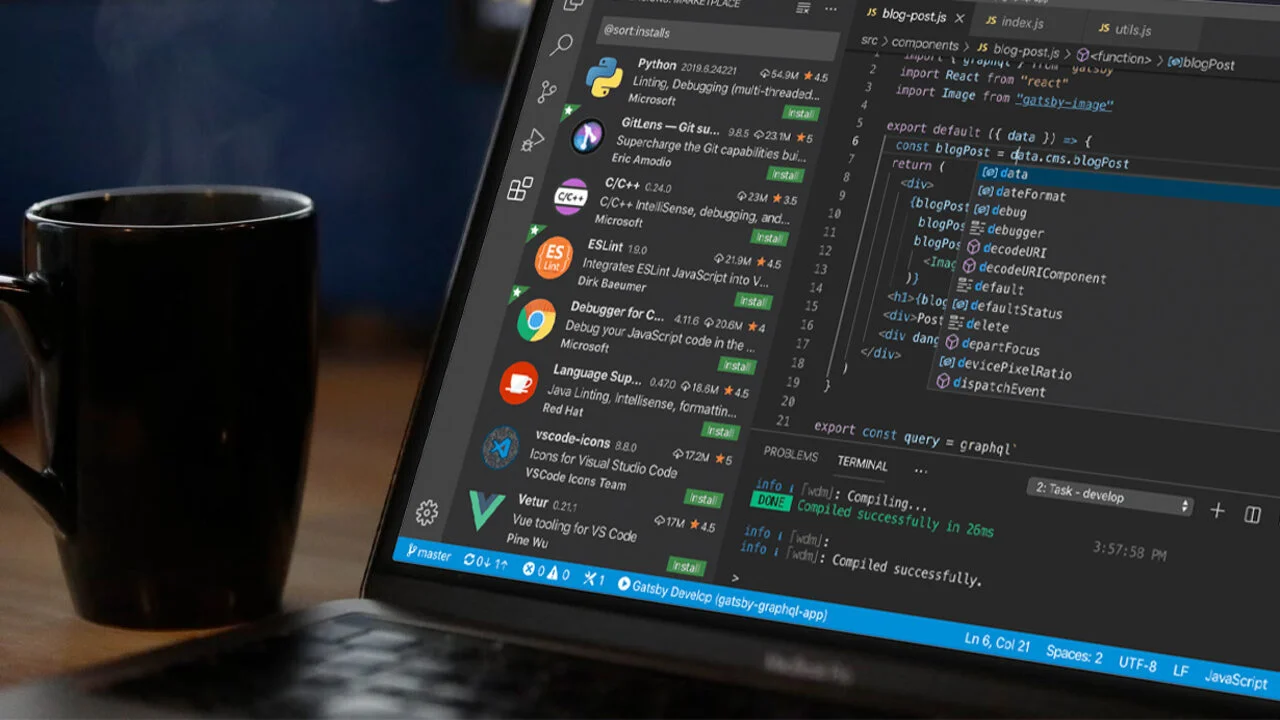 @sort:installs
Python 2019.6.24221 54.9M 4.5
Linting, Debugging (multi-threaded...
Microsoft
Install
GitLens — Git su... 9.8.5 23.1M 5
Supercharge the Git capabilities bui...
Eric Amodio
Install
C/C++
C/C++ 0.24.0 23M 3.5
C/C++ IntelliSense, debugging, and...
Microsoft
Install
ES
Lint
ESLint 1.9.0 21.9M 4.5
Integrates ESLint JavaScript into V...
Dirk Baeumer
Install
Debugger for C... 4.11.6 20.6M 4
Debug your JavaScript code in the ...
Microsoft
Install
Language Sup... 0.47.0 18.6M 4.5
Java Linting, Intellisense, formattin...
Red Hat
Install
vscode-icons 8.8.0 17.2M 5
Icons for Visual Studio Code
VSCode Icons Team
Install
Vetur 0.21.1 17M 4.5
Vue tooling for VS Code
Pine Wu
Install
JS blog-post.js JS index.js JS utils.js
src > components > JS blog-post.js > <function> > blogPost
2 import { graphql } from "gatsby"
3 import React from "react"
4 import Image from "gatsby-image"
5
6 export default ({ data }) => {
7 const blogPost = data.cms.blogPost
8 return (
9 <div>
10 {blogPost
11 blogPo
12 blogPo
13 <Imag
14 )}
15 <h1>{blog
16 <div>Post
17 <div dang
18 </div>
19 )
20 }
21
export const query = graphql`
data
dateFormat
debug
debugger
decodeURI
decodeURIComponent
default
defaultStatus
delete
departFocus
devicePixelRatio
dispatchEvent
PROBLEMS TERMINAL ... 2: Task - develop
info [wdm]: Compiling...
DONE Compiled successfully in 26ms
3:57:58 PM
info [wdm]:
info [wdm]: Compiled successfully.
>
master 0↓ 1↑ 0 0 1 Gatsby Develop (gatsby-graphql-app) Ln 6, Col 21 Spaces: 2 UTF-8 LF JavaScript